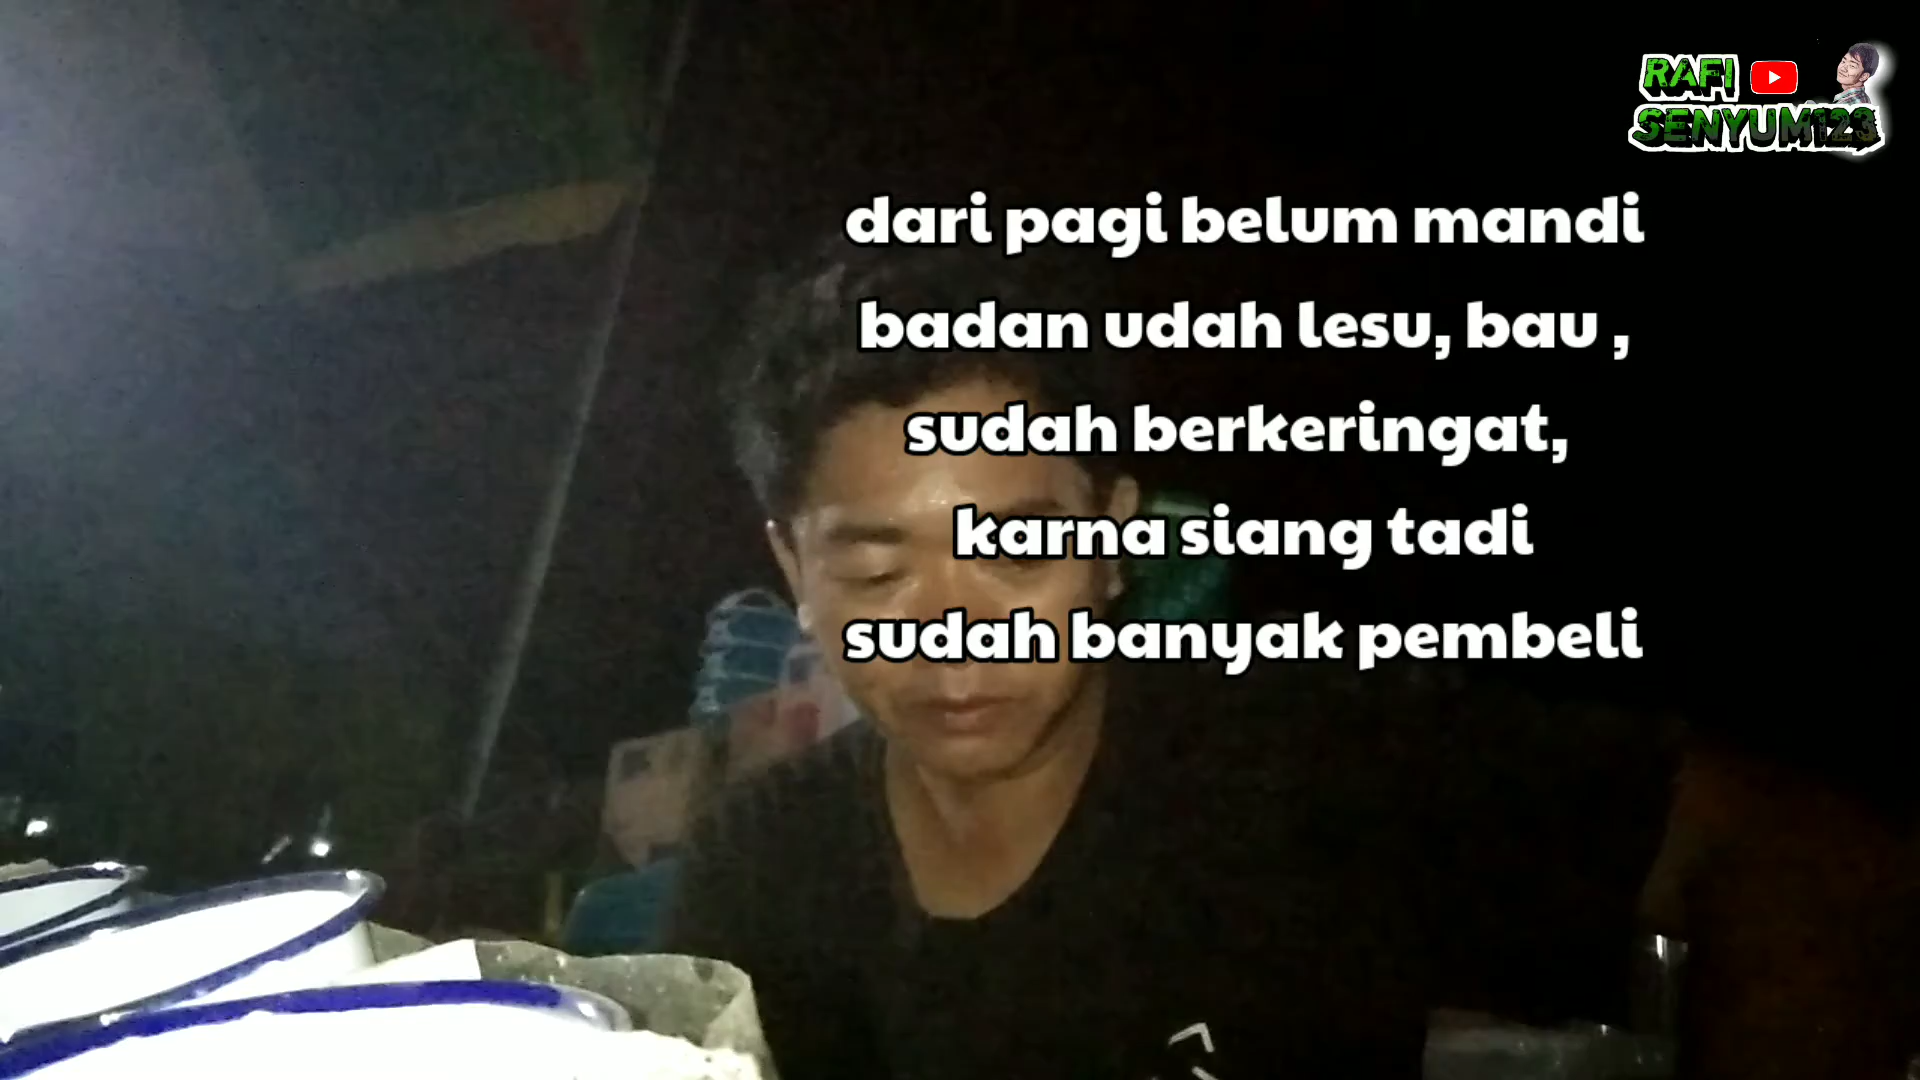 RAFI
SENYUM123
dari pagi belum mandi
badan udah lesu, bau ,
sudah berkeringat,
karna siang tadi
sudah banyak pembeli